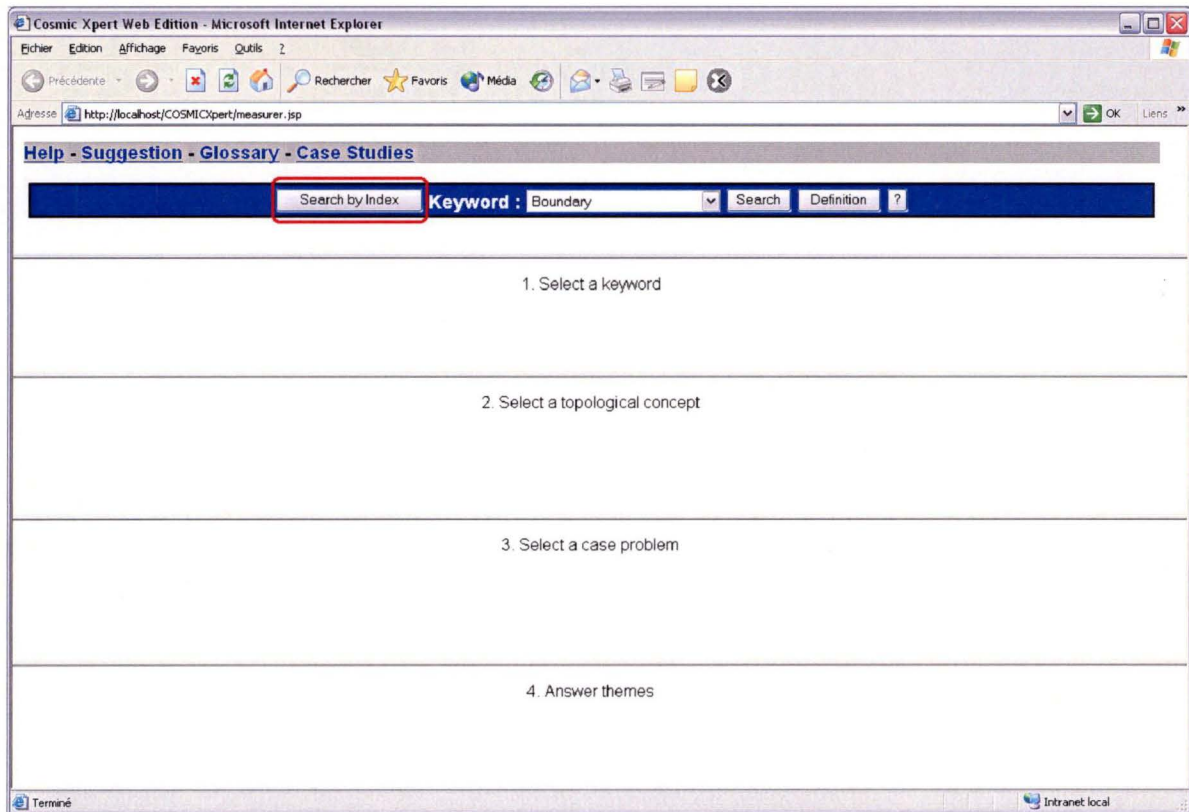 Cosmic Xpert Web Edition - Microsoft Internet Explorer
Fichier Edition Affichage Favoris Outils ?
Précédente Rechercher Favoris Média
Adresse http://localhost/COSMICXpert/measurer.jsp OK Liens »
Help - Suggestion - Glossary - Case Studies
Search by Index Keyword : Boundary Search Definition ?
1. Select a keyword
2. Select a topological concept
3. Select a case problem
4. Answer themes
Terminé Intranet local